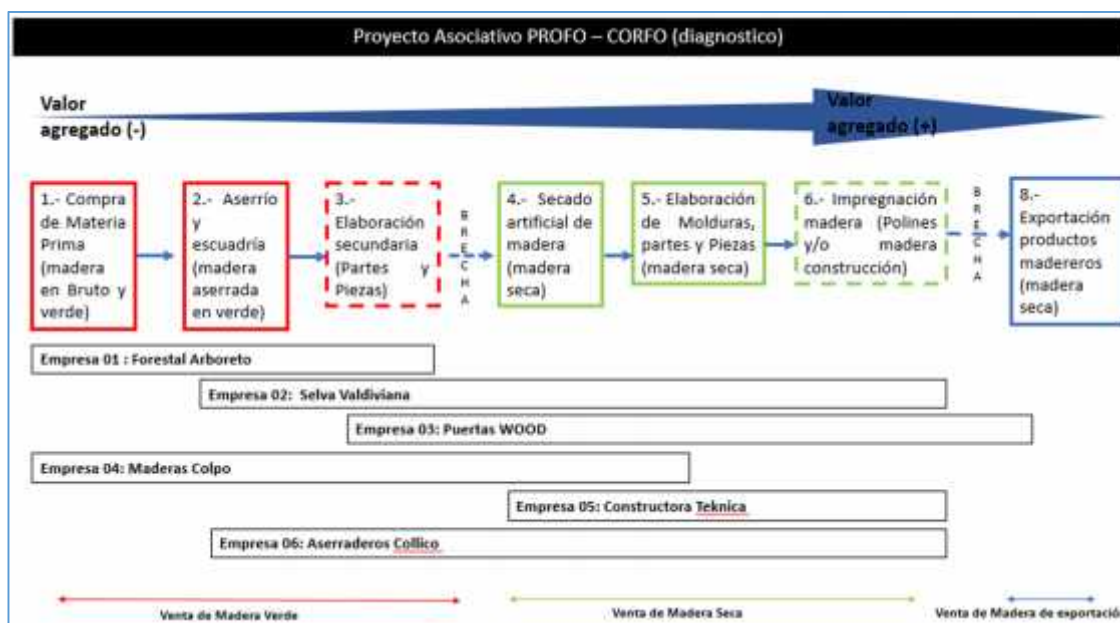 Proyecto Asociativo PROFO – CORFO (diagnostico)
Valor
agregado (-)
Valor
agregado (+)
1.- Compra
de Materia
Prima
(madera
en Bruto y
verde)
2.- Aserrío
y
escuadría
(madera
aserrada
en verde)
3.-
Elaboración
secundaria
(Partes y
Piezas)
B
R
E
C
H
A
4.- Secado
artificial de
madera
(madera
seca)
5.- Elaboración
de Molduras,
partes y Piezas
(madera seca)
6.- Impregnación
madera (Polines
y/o madera
construcción)
B
R
E
C
H
A
8.-
Exportación
productos
madereros
(madera
seca)
Empresa 01 : Forestal Arboreto
Empresa 02: Selva Valdiviana
Empresa 03: Puertas WOOD
Empresa 04: Maderas Colpo
Empresa 05: Constructora Teknica
Empresa 06: Aserraderos Collico
Venta de Madera Verde
Venta de Madera Seca
Venta de Madera de exportació